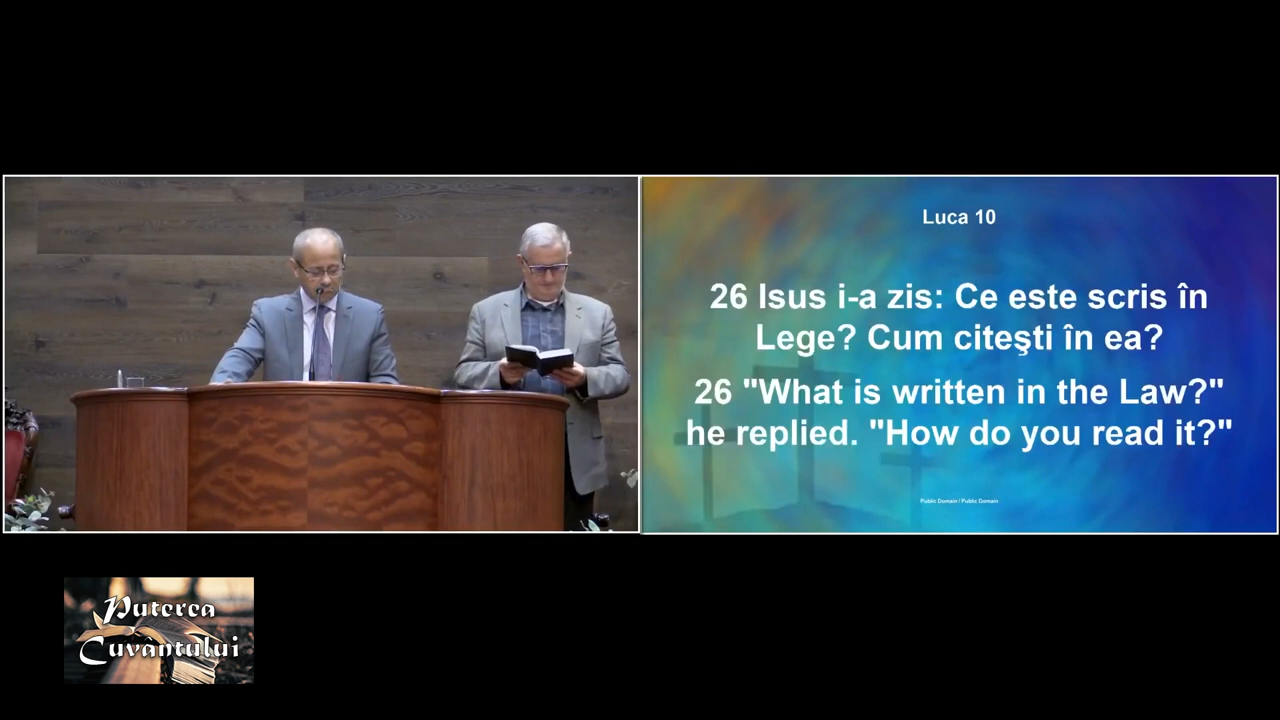 Luca 10
26 Isus i-a zis: Ce este scris în
Lege? Cum citeşti în ea?
26 "What is written in the Law?"
he replied. "How do you read it?"
Public Domain / Public Domain
Puterea
Cuvântului